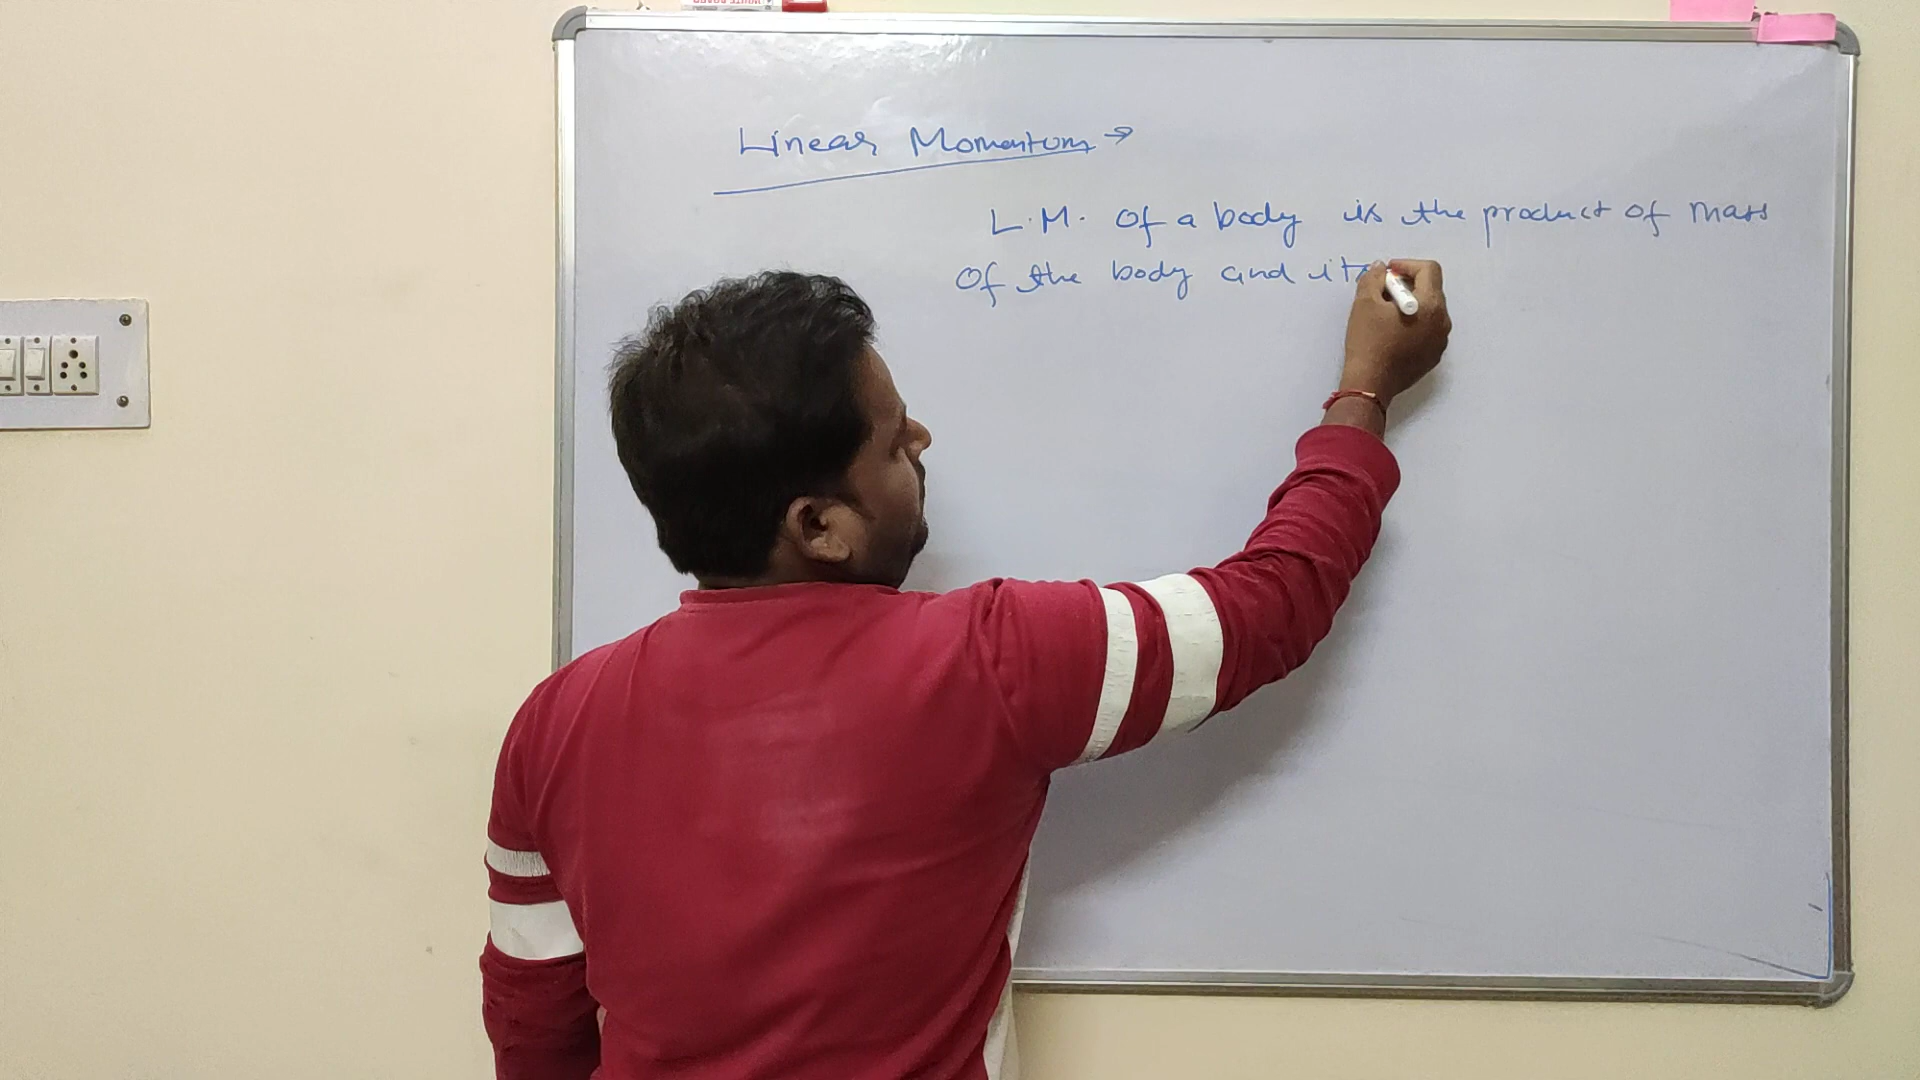 Linear Momentum →
L.M. Of a body is the product of mass
Of the body and its